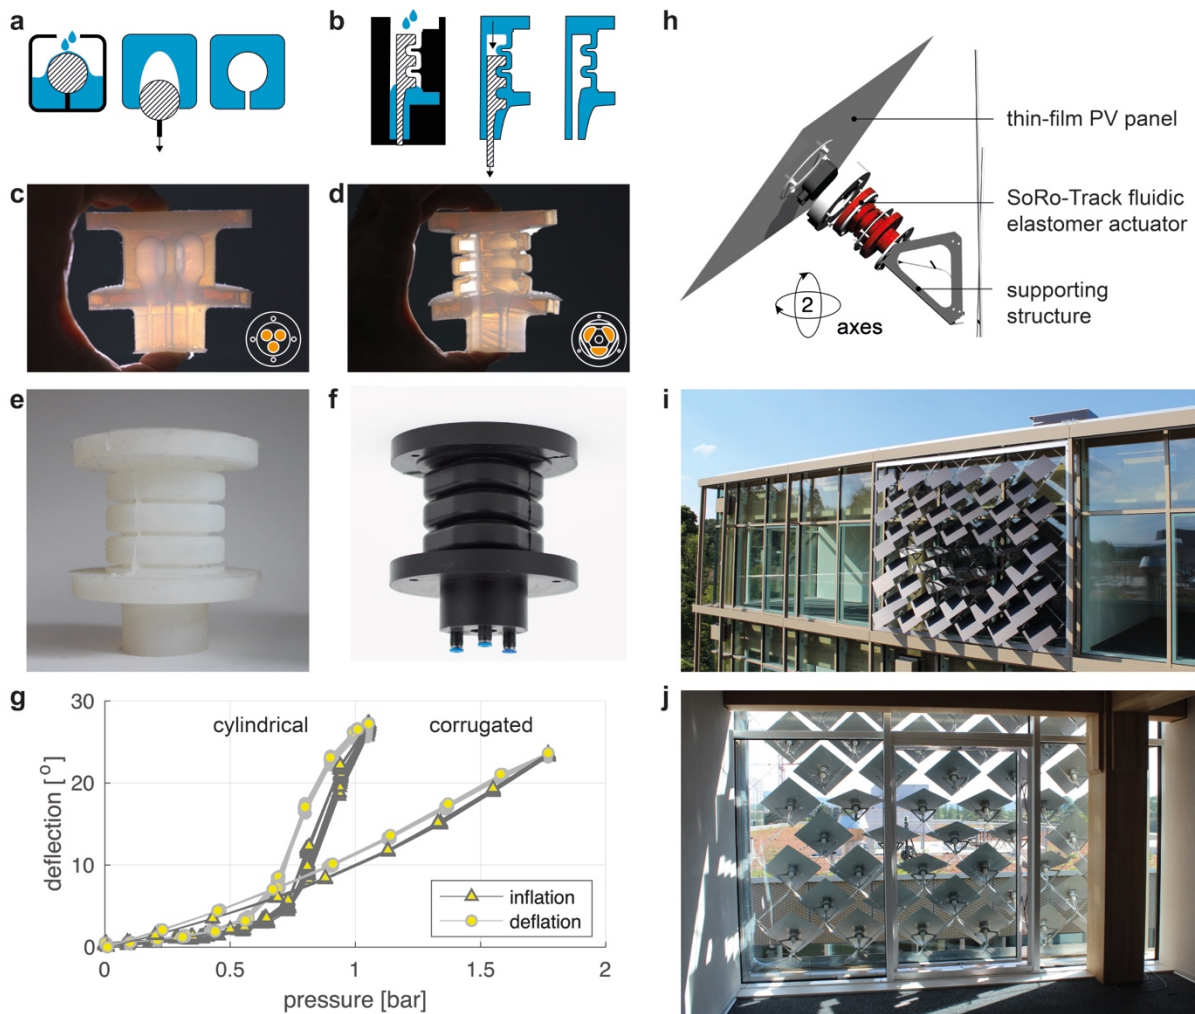 a
b
c
d
e
f
g
cylindrical
corrugated
30
20
10
0
deflection [°]
inflation
deflation
0
0.5
1
1.5
2
pressure [bar]
h
thin-film PV panel
SoRo-Track fluidic
elastomer actuator
supporting
structure
2
axes
i
j